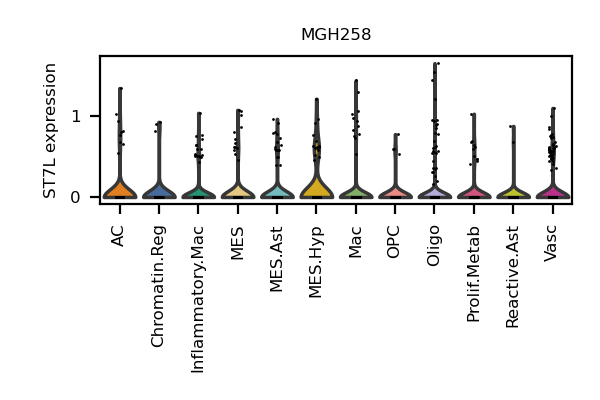 MGH258
ST7L expression
1
0
AC
Chromatin.Reg
Inflammatory.Mac
MES
MES.Ast
MES.Hyp
Mac
OPC
Oligo
Prolif.Metab
Reactive.Ast
Vasc